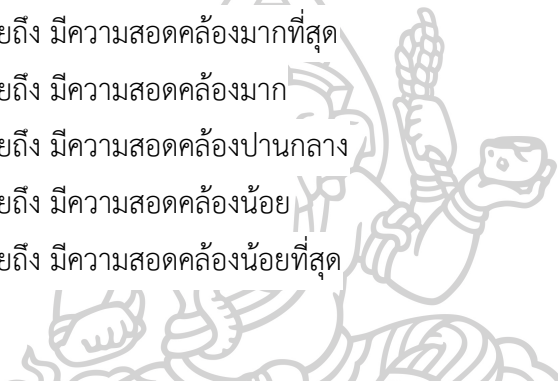 ยถึง มีความสอดคล้องมากที่สุด
ยถึง มีความสอดคล้องมาก
ยถึง มีความสอดคล้องปานกลาง
ยถึง มีความสอดคล้องน้อย
ยถึง มีความสอดคล้องน้อยที่สุด